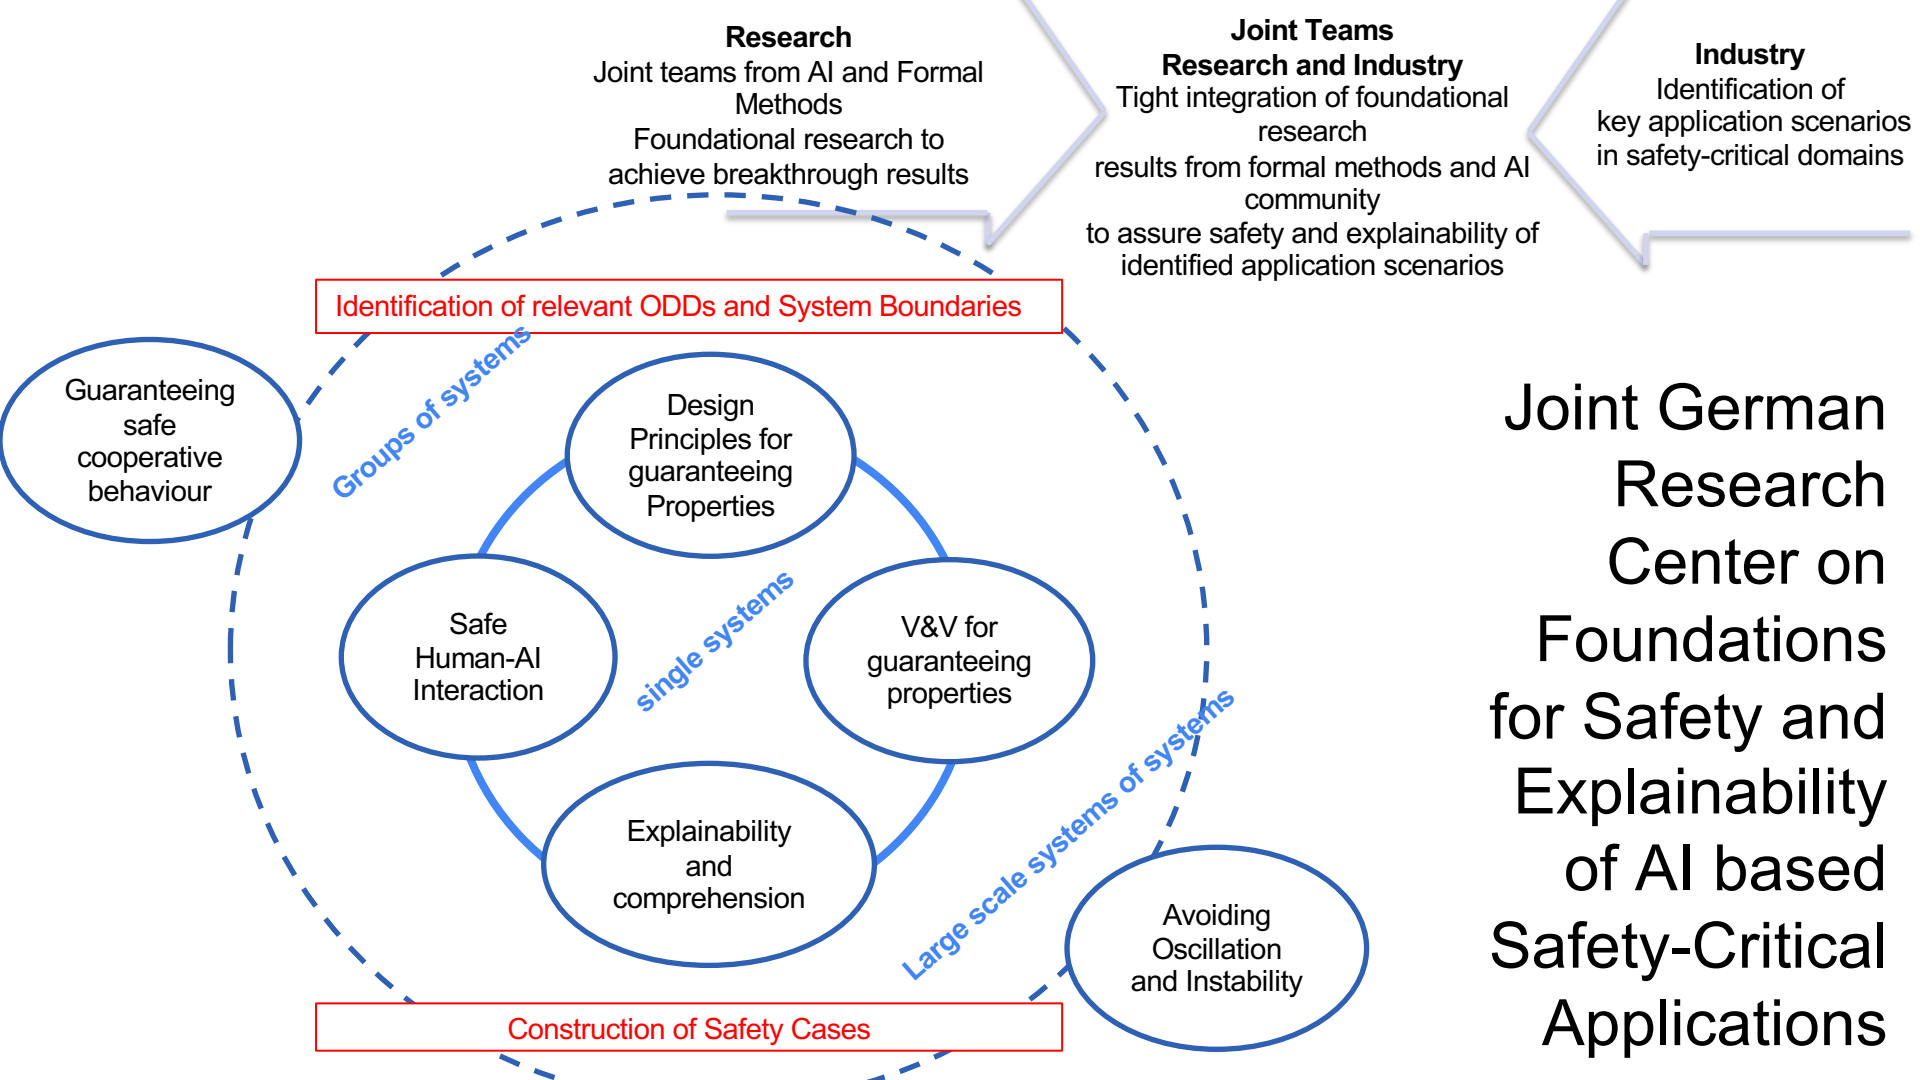 Research
Joint teams from AI and Formal
Methods
Foundational research to
achieve breakthrough results
Joint Teams
Research and Industry
Tight integration of foundational
research
results from formal methods and AI
community
to assure safety and explainability of
identified application scenarios
Industry
Identification of
key application scenarios
in safety-critical domains
Identification of relevant ODDs and System Boundaries
Guaranteeing
safe
cooperative
behaviour
Groups of systems
Design
Principles for
guaranteeing
Properties
Safe
Human-AI
Interaction
single systems
V&V for
guaranteeing
properties
Explainability
and
comprehension
Large scale systems of systems
Avoiding
Oscillation
and Instability
Construction of Safety Cases
Joint German
Research
Center on
Foundations
for Safety and
Explainability
of AI based
Safety-Critical
Applications